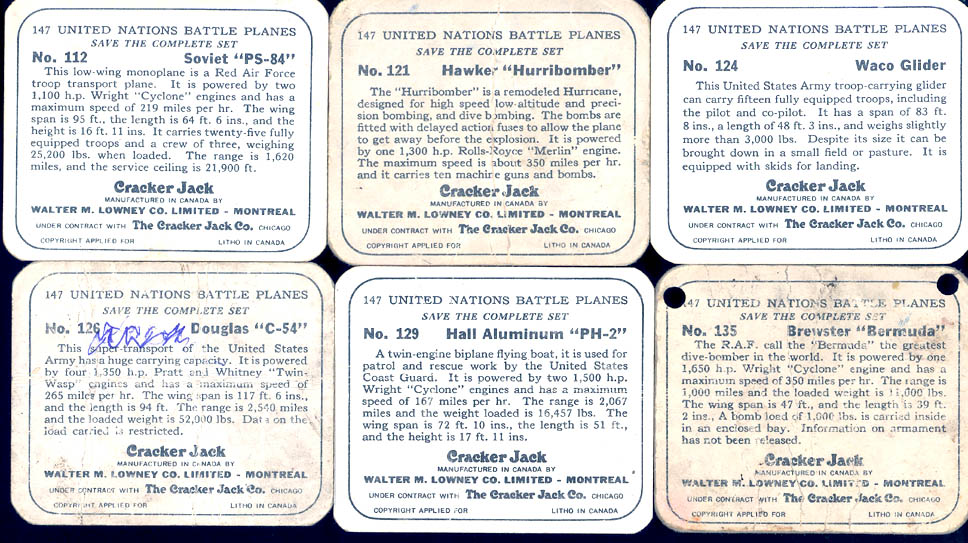 147 UNITED NATIONS BATTLE PLANES
SAVE THE COMPLETE SET
No. 112 Soviet "PS-84"
This low-wing monoplane is a Red Air Force
troop transport plane. It is powered by two
1,100 h.p. Wright "Cyclone" engines and has a
maximum speed of 219 miles per hr. The wing
span is 95 ft., the length is 64 ft. 6 ins., and the
height is 16 ft. 11 ins. It carries twenty-five fully
equipped troops and a crew of three, weighing
25,200 lbs. when loaded. The range is 1,620
miles, and the service ceiling is 21,900 ft.
Cracker Jack
MANUFACTURED IN CANADA BY
WALTER M. LOWNEY CO. LIMITED - MONTREAL
UNDER CONTRACT WITH The Cracker Jack Co. CHICAGO
COPYRIGHT APPLIED FOR LITHO IN CANADA
147 UNITED NATIONS BATTLE PLANES
SAVE THE COMPLETE SET
No. 121 Hawker "Hurribomber"
The "Hurribomber" is a remodeled Hurricane,
designed for high speed low-altitude and preci-
sion bombing, and dive bombing. The bombs are
fitted with delayed action fuses to allow the plane
to get away before the explosion. It is powered
by one 1,300 h.p. Rolls-Royce "Merlin" engine.
The maximum speed is about 350 miles per hr.
and it carries ten machine guns and bombs.
Cracker Jack
MANUFACTURED IN CANADA BY
WALTER M. LOWNEY CO. LIMITED - MONTREAL
UNDER CONTRACT WITH The Cracker Jack Co. CHICAGO
COPYRIGHT APPLIED FOR LITHO IN CANADA
147 UNITED NATIONS BATTLE PLANES
SAVE THE COMPLETE SET
No. 124 Waco Glider
This United States Army troop-carrying glider
can carry fifteen fully equipped troops, including
the pilot and co-pilot. It has a span of 83 ft.
8 ins., a length of 48 ft. 3 ins., and weighs slightly
more than 3,000 lbs. Despite its size it can be
brought down in a small field or pasture. It is
equipped with skids for landing.
Cracker Jack
MANUFACTURED IN CANADA BY
WALTER M. LOWNEY CO. LIMITED - MONTREAL
UNDER CONTRACT WITH The Cracker Jack Co. CHICAGO
COPYRIGHT APPLIED FOR LITHO IN CANADA
147 UNITED NATIONS BATTLE PLANES
SAVE THE COMPLETE SET
No. 126 Douglas "C-54"
This super-transport of the United States
Army has a huge carrying capacity. It is powered
by four 1,350 h.p. Pratt and Whitney "Twin-
Wasp" engines and has a maximum speed of
265 miles per hr. The wing span is 117 ft. 6 ins.,
and the length is 94 ft. The range is 2,540 miles
and the loaded weight is 52,000 lbs. Data on the
load carried is restricted.
Cracker Jack
MANUFACTURED IN CANADA BY
WALTER M. LOWNEY CO. LIMITED - MONTREAL
UNDER CONTRACT WITH The Cracker Jack Co. CHICAGO
COPYRIGHT APPLIED FOR LITHO IN CANADA
147 UNITED NATIONS BATTLE PLANES
SAVE THE COMPLETE SET
No. 129 Hall Aluminum "PH-2"
A twin-engine biplane flying boat, it is used for
patrol and rescue work by the United States
Coast Guard. It is powered by two 1,500 h.p.
Wright "Cyclone" engines and has a maximum
speed of 167 miles per hr. The range is 2,067
miles and the weight loaded is 16,457 lbs. The
wing span is 72 ft. 10 ins., the length is 51 ft.,
and the height is 17 ft. 11 ins.
Cracker Jack
MANUFACTURED IN CANADA BY
WALTER M. LOWNEY CO. LIMITED - MONTREAL
UNDER CONTRACT WITH The Cracker Jack Co. CHICAGO
COPYRIGHT APPLIED FOR LITHO IN CANADA
47 UNITED NATIONS BATTLE PLANES
SAVE THE COMPLETE SET
No. 135 Brewster "Bermuda"
The R.A.F. call the "Bermuda" the greatest
dive-bomber in the world. It is powered by one
1,650 h.p. Wright "Cyclone" engine and has a
maximum speed of 350 miles per hr. The range is
1,000 miles and the loaded weight is 11,000 lbs.
The wing span is 47 ft., and the length is 39 ft.
2 ins. A bomb load of 1,000 lbs. is carried inside
in an enclosed bay. Information on armament
has not been released.
Cracker Jack
MANUFACTURED IN CANADA BY
WALTER M. LOWNEY CO. LIMITED - MONTREAL
UNDER CONTRACT WITH The Cracker Jack Co. CHICAGO
COPYRIGHT APPLIED FOR LITHO IN CANADA